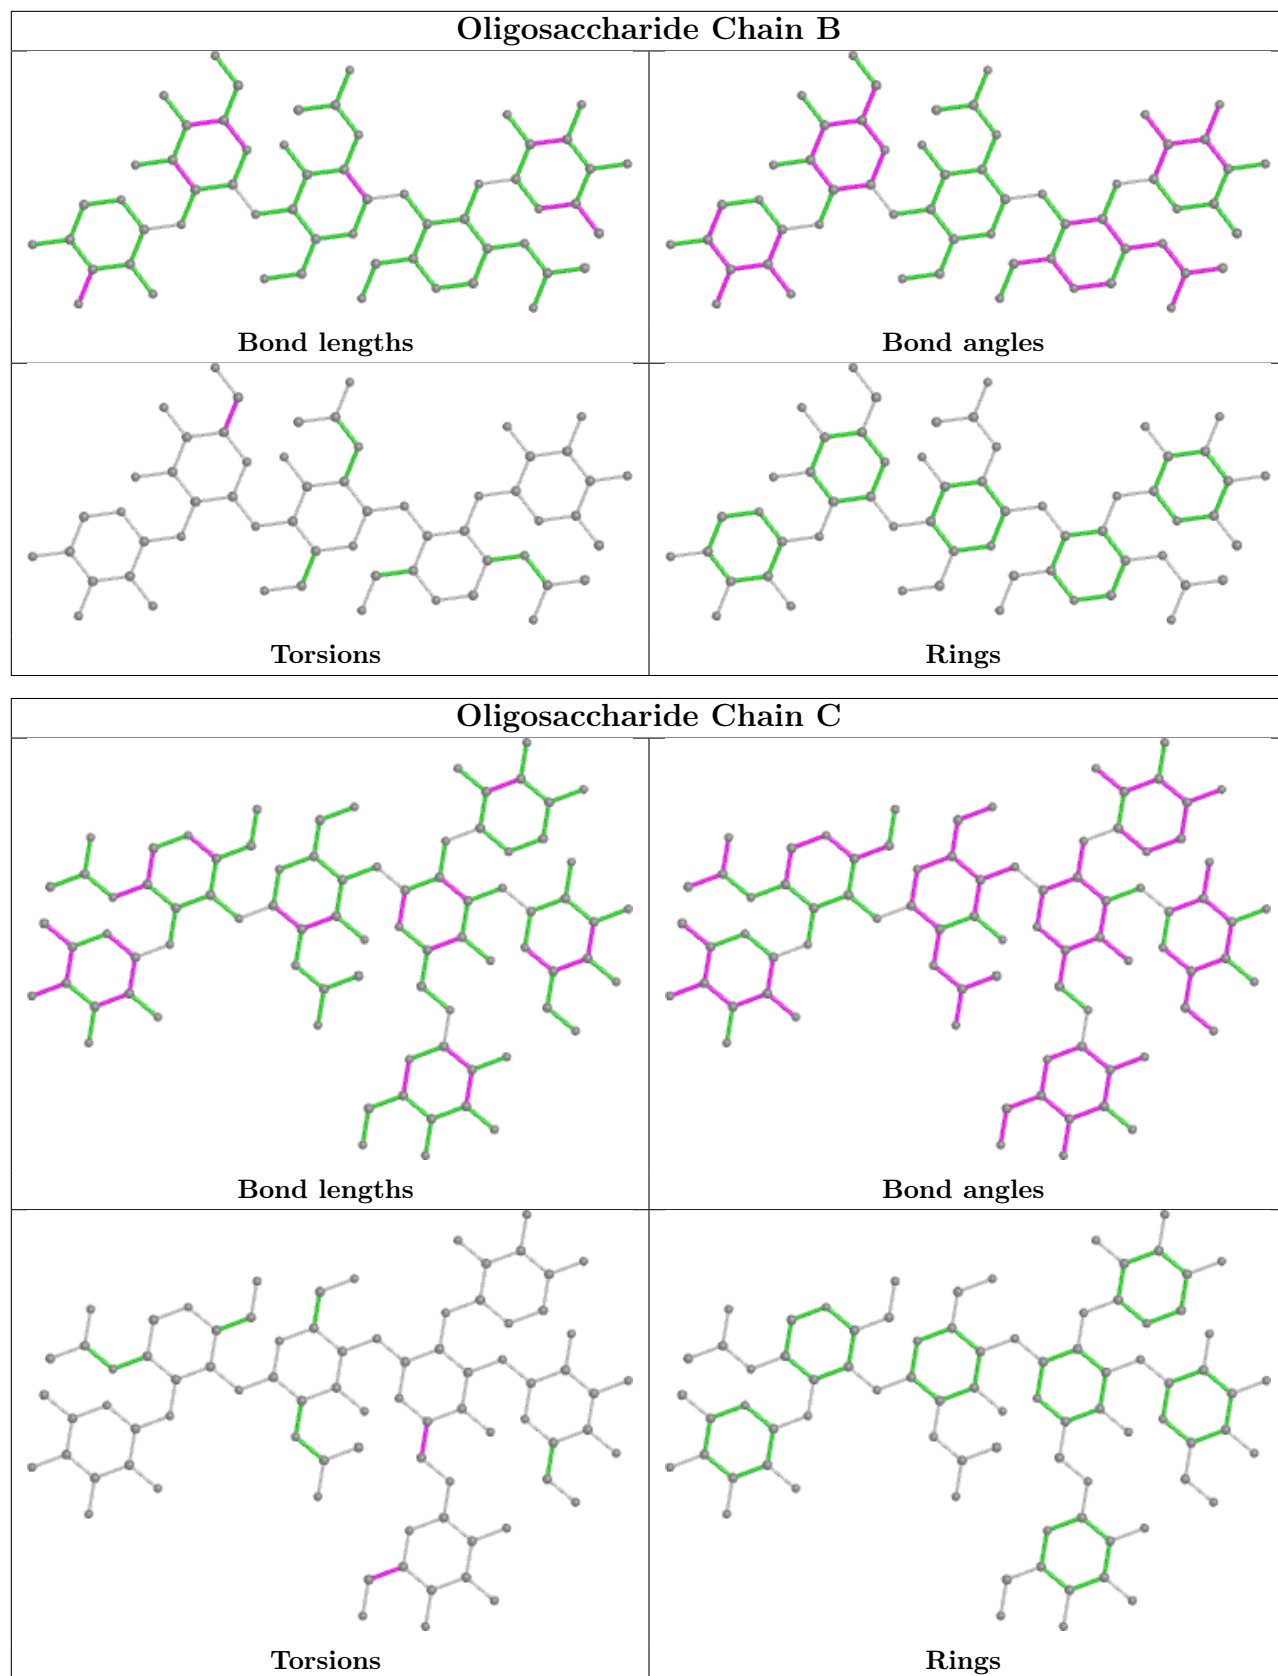 Oligosaccharide Chain B
Bond lengths
Bond angles
Torsions
Rings
Oligosaccharide Chain C
Bond lengths
Bond angles
Torsions
Rings